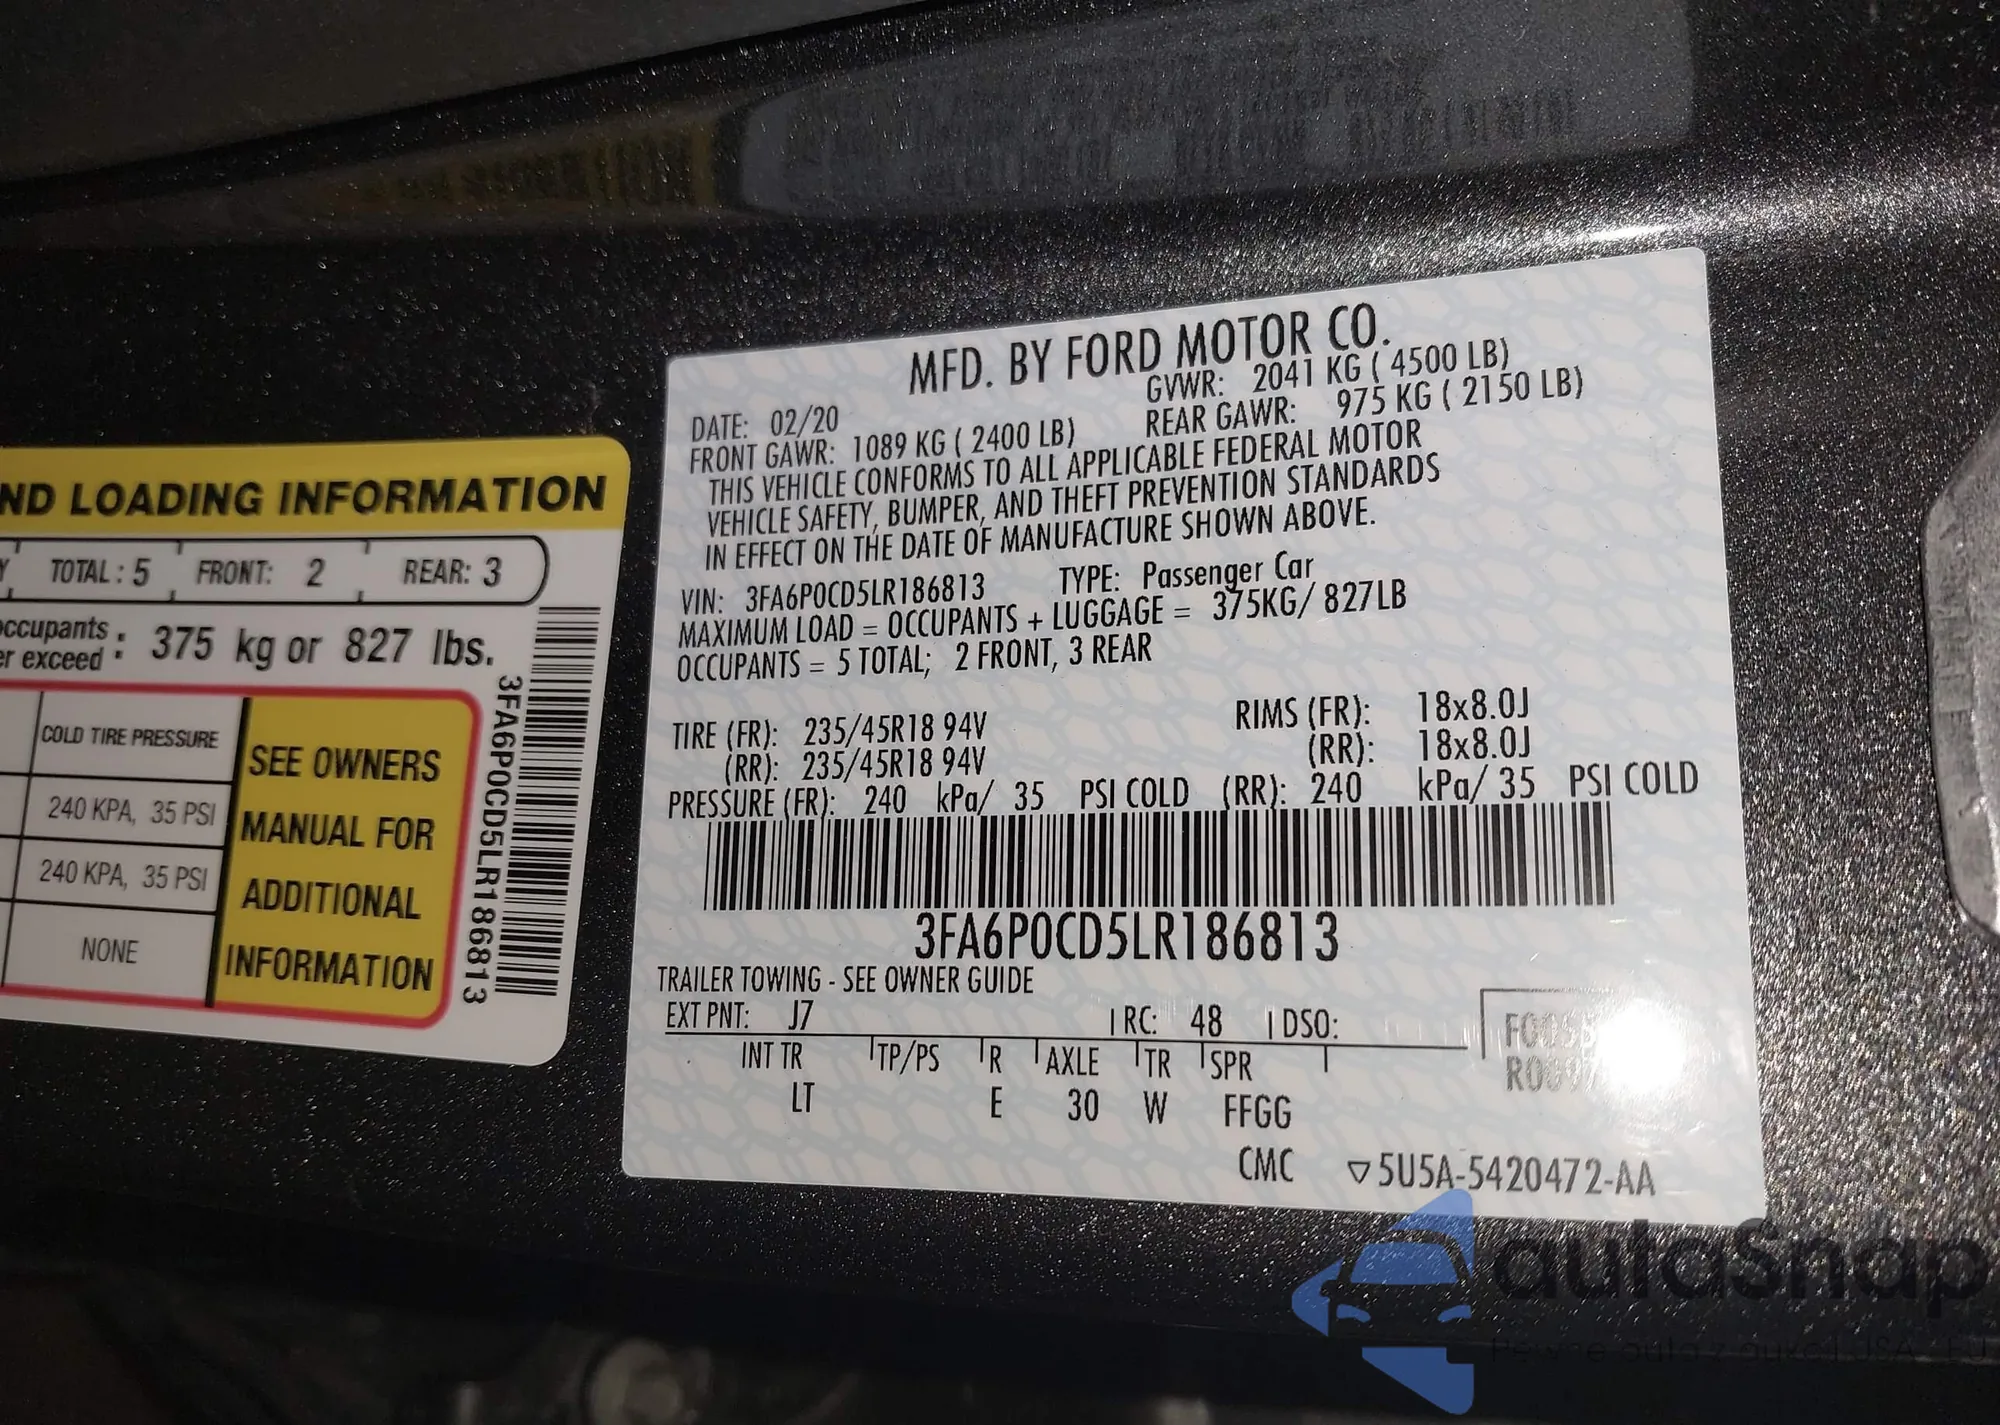 ND LOADING INFORMATION
Y TOTAL : 5 FRONT: 2 REAR: 3
occupants
er exceed : 375 kg or 827 lbs.
COLD TIRE PRESSURE
240 KPA, 35 PSI
240 KPA, 35 PSI
NONE
SEE OWNERS
MANUAL FOR
ADDITIONAL
INFORMATION
3FA6P0CD5LR186813
MFD. BY FORD MOTOR CO.
DATE: 02/20 GVWR: 2041 KG ( 4500 LB)
FRONT GAWR: 1089 KG ( 2400 LB) REAR GAWR: 975 KG ( 2150 LB)
THIS VEHICLE CONFORMS TO ALL APPLICABLE FEDERAL MOTOR
VEHICLE SAFETY, BUMPER, AND THEFT PREVENTION STANDARDS
IN EFFECT ON THE DATE OF MANUFACTURE SHOWN ABOVE.
VIN: 3FA6P0CD5LR186813 TYPE: Passenger Car
MAXIMUM LOAD = OCCUPANTS + LUGGAGE = 375KG/ 827LB
OCCUPANTS = 5 TOTAL; 2 FRONT, 3 REAR
TIRE (FR): 235/45R18 94V RIMS (FR): 18x8.0J
(RR): 235/45R18 94V (RR): 18x8.0J
PRESSURE (FR): 240 kPa/ 35 PSI COLD (RR): 240 kPa/ 35 PSI COLD
3FA6P0CD5LR186813
TRAILER TOWING - SEE OWNER GUIDE
EXT PNT: J7 RC: 48 DSO:
INT TR TP/PS R AXLE TR SPR
LT E 30 W FFGG
CMC ▽5U5A-5420472-AA
autasnap